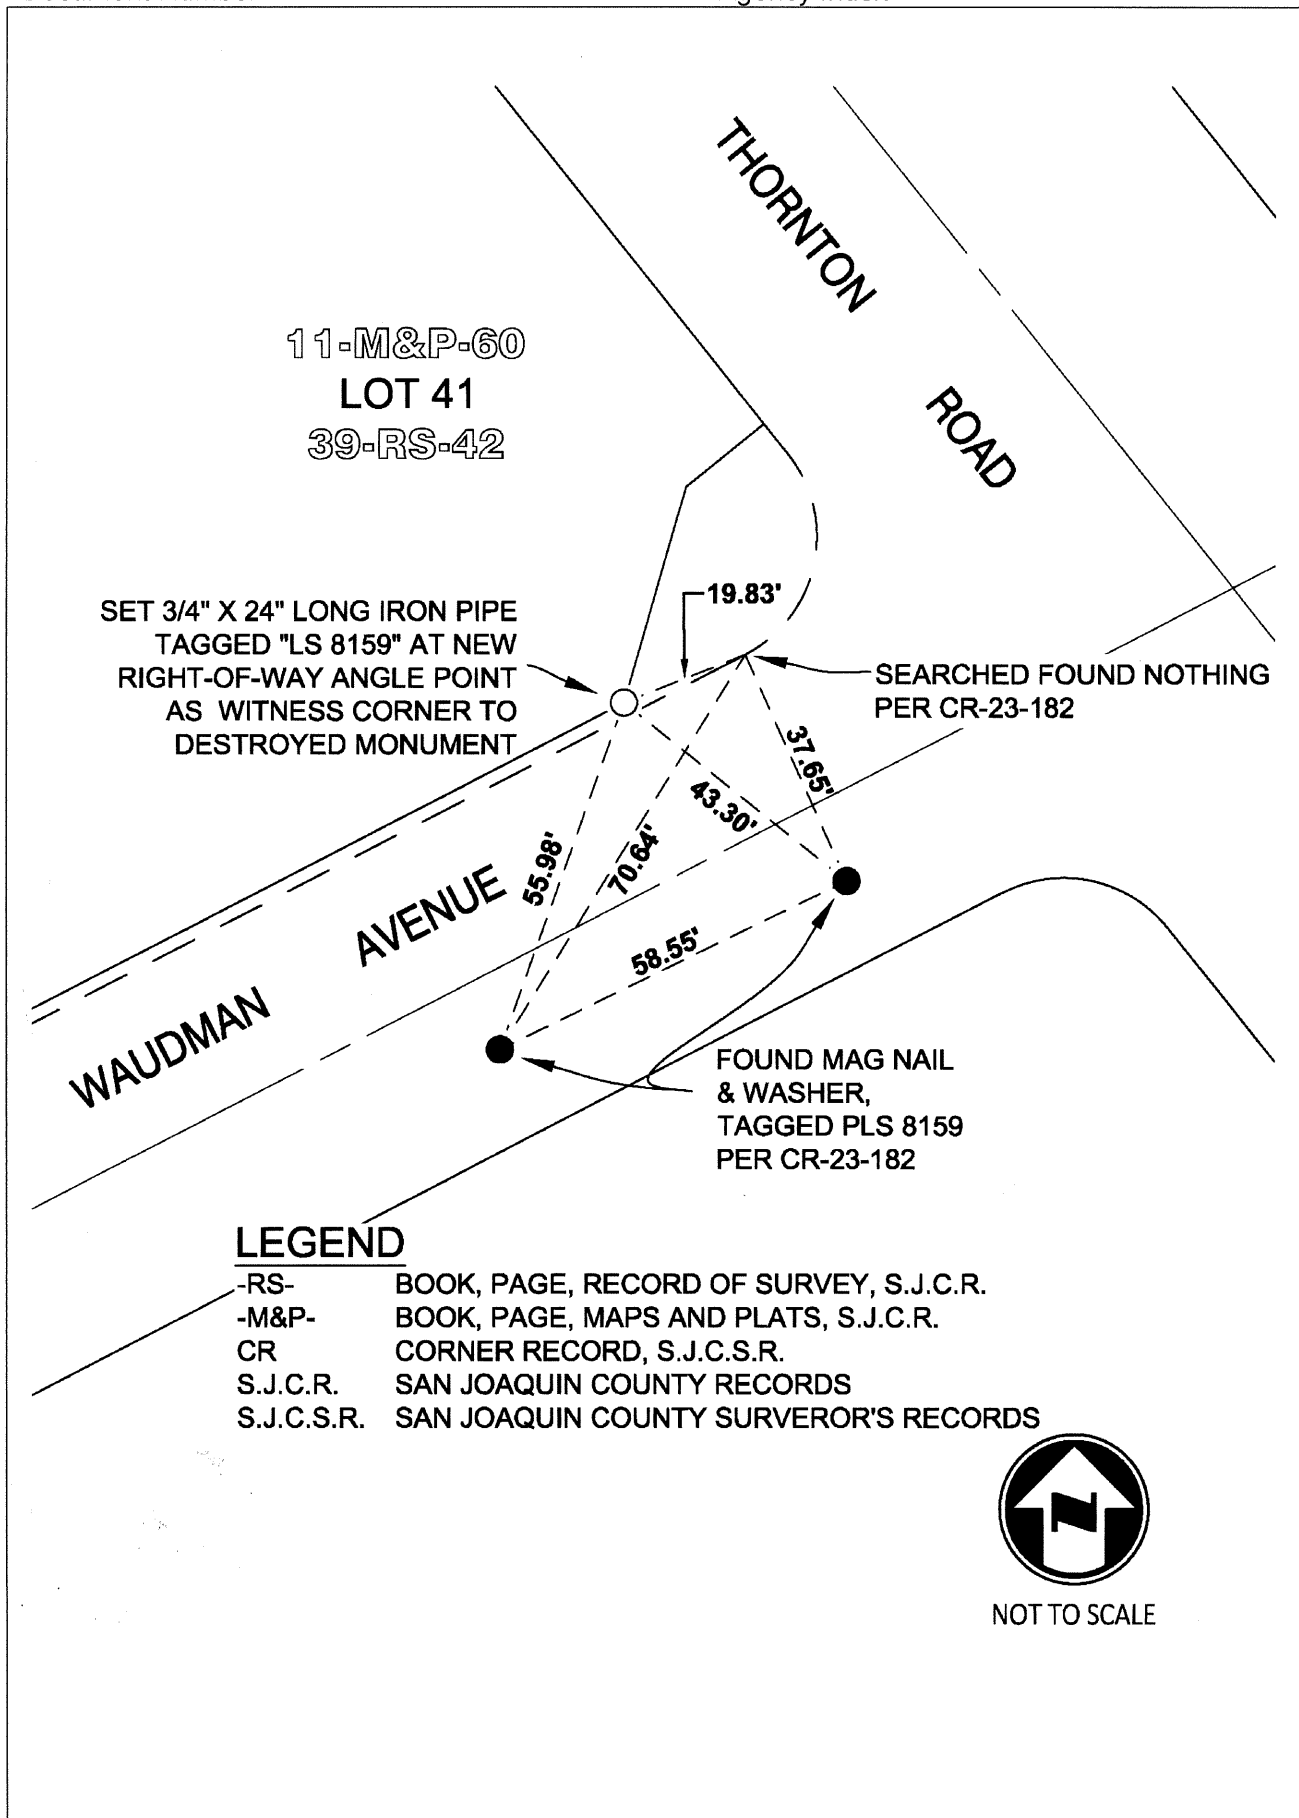 THORNTON
ROAD
11-M&P-60
LOT 41
39-RS-42
SET 3/4" X 24" LONG IRON PIPE
TAGGED "LS 8159" AT NEW
RIGHT-OF-WAY ANGLE POINT
AS WITNESS CORNER TO
DESTROYED MONUMENT
19.83'
SEARCHED FOUND NOTHING
PER CR-23-182
37.65'
43.30'
70.64'
55.98'
58.55'
WAUDMAN AVENUE
FOUND MAG NAIL
& WASHER,
TAGGED PLS 8159
PER CR-23-182
LEGEND
-RS- BOOK, PAGE, RECORD OF SURVEY, S.J.C.R.
-M&P- BOOK, PAGE, MAPS AND PLATS, S.J.C.R.
CR CORNER RECORD, S.J.C.S.R.
S.J.C.R. SAN JOAQUIN COUNTY RECORDS
S.J.C.S.R. SAN JOAQUIN COUNTY SURVEROR'S RECORDS
N
NOT TO SCALE